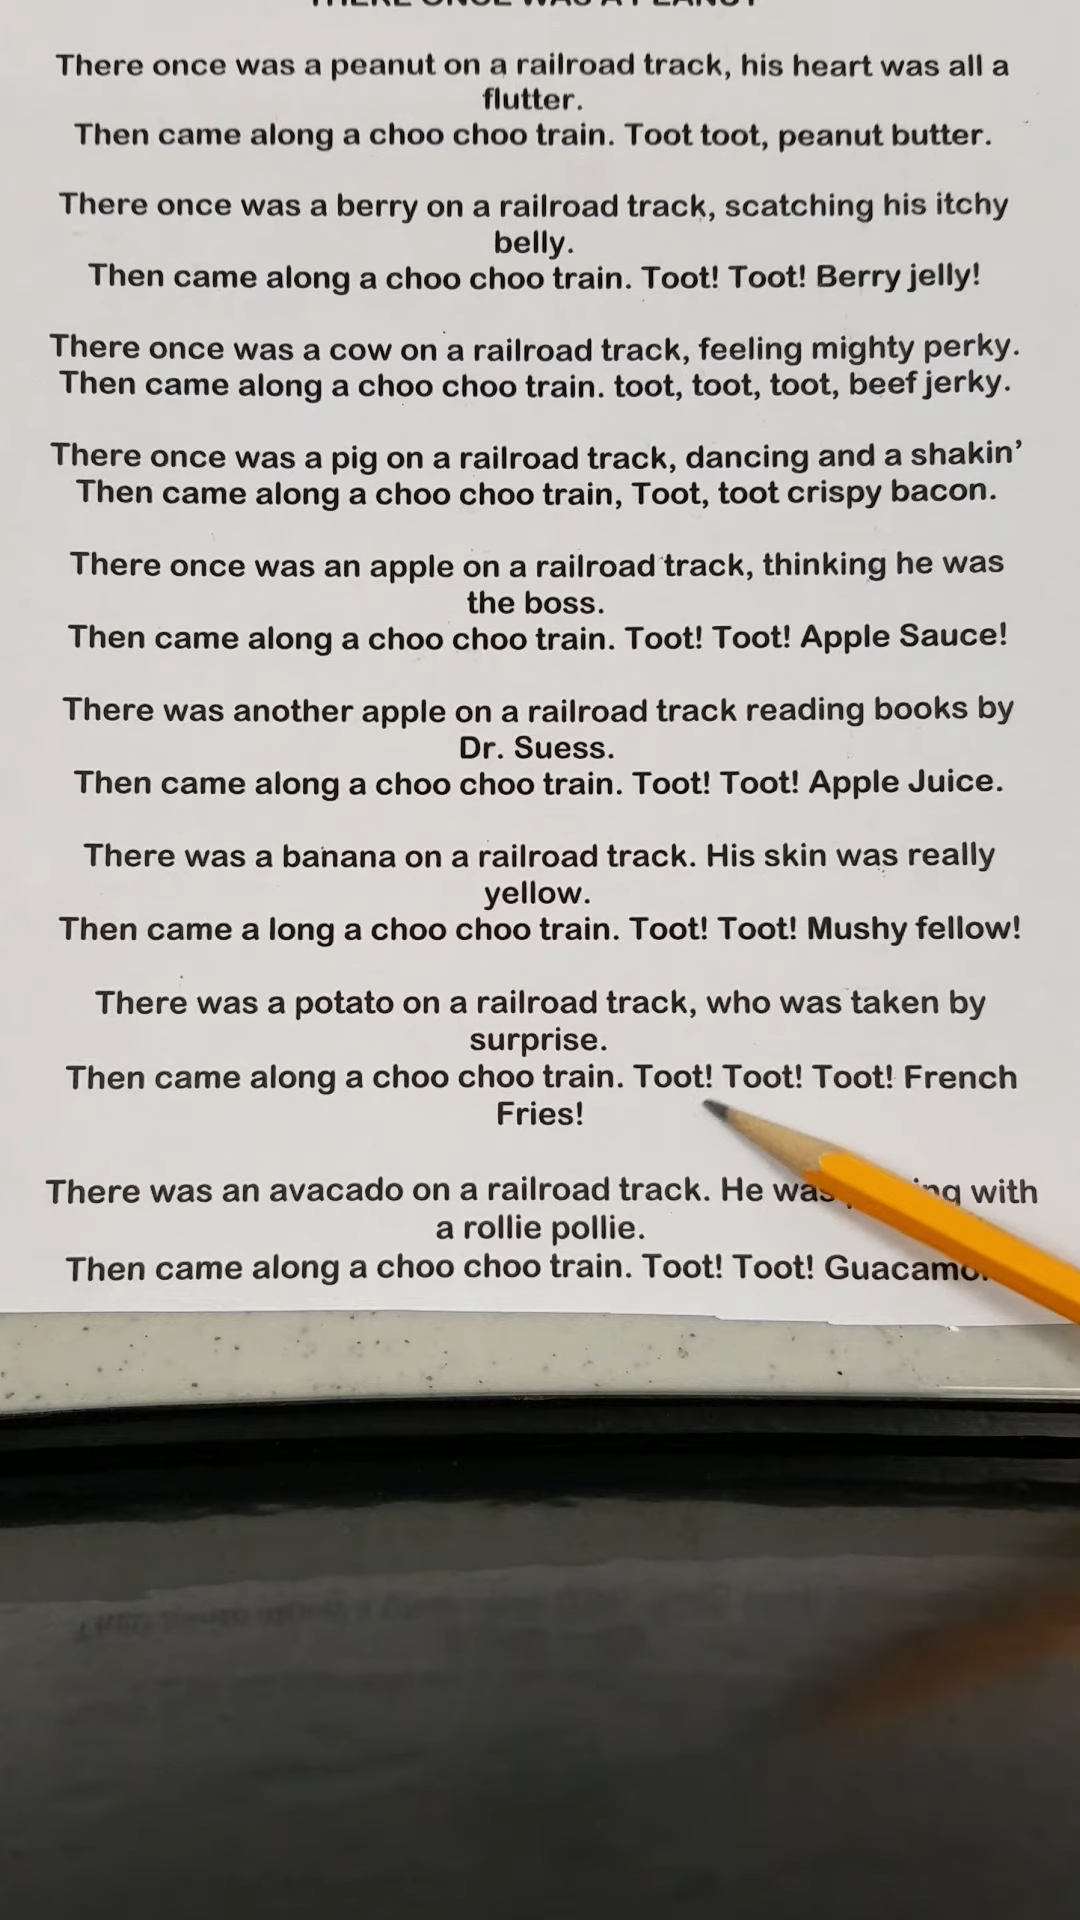 THERE ONCE WAS A PEANUT
There once was a peanut on a railroad track, his heart was all a
flutter.
Then came along a choo choo train. Toot toot, peanut butter.
There once was a berry on a railroad track, scatching his itchy
belly.
Then came along a choo choo train. Toot! Toot! Berry jelly!
There once was a cow on a railroad track, feeling mighty perky.
Then came along a choo choo train. toot, toot, toot, beef jerky.
There once was a pig on a railroad track, dancing and a shakin’
Then came along a choo choo train, Toot, toot crispy bacon.
There once was an apple on a railroad track, thinking he was
the boss.
Then came along a choo choo train. Toot! Toot! Apple Sauce!
There was another apple on a railroad track reading books by
Dr. Suess.
Then came along a choo choo train. Toot! Toot! Apple Juice.
There was a banana on a railroad track. His skin was really
yellow.
Then came a long a choo choo train. Toot! Toot! Mushy fellow!
There was a potato on a railroad track, who was taken by
surprise.
Then came along a choo choo train. Toot! Toot! Toot! French
Fries!
There was an avacado on a railroad track. He was with
a rollie pollie.
Then came along a choo choo train. Toot! Toot!